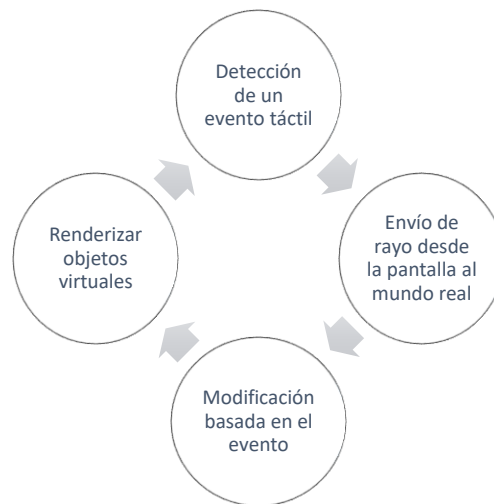 Detección
de un
evento táctil
Envío de
rayo desde
la pantalla al
mundo real
Modificación
basada en el
evento
Renderizar
objetos
virtuales